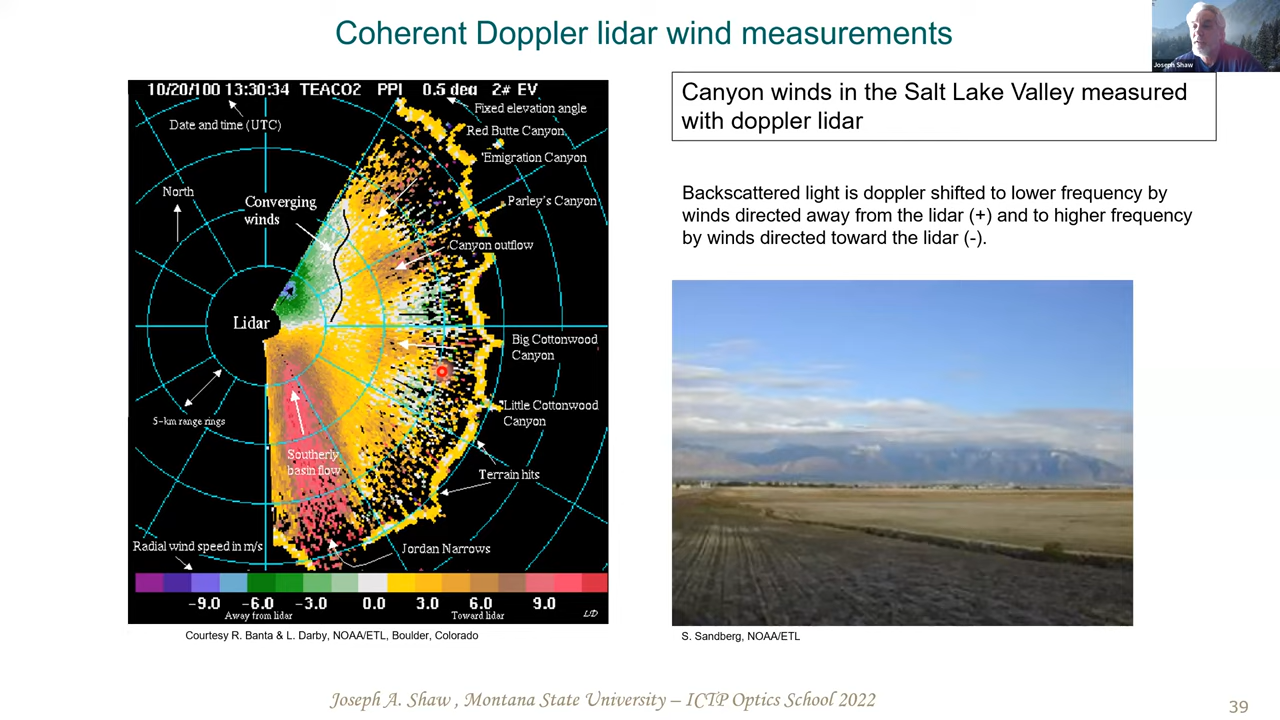 Coherent Doppler lidar wind measurements
Joseph Shaw
10/20/100 13:30:34 TEACO2 PPI 0.5 deg 2# EV
Date and time (UTC)
Fixed elevation angle
Red Butte Canyon
Emigration Canyon
North
Converging
winds
Parley's Canyon
Canyon outflow
Lidar
Big Cottonwood
Canyon
5-km range rings
Little Cottonwood
Canyon
Southerly
basin flow
Terrain hits
Radial wind speed in m/s
Jordan Narrows
-9.0 -6.0 -3.0 0.0 3.0 6.0 9.0
Away from lidar Toward lidar
LD
Courtesy R. Banta & L. Darby, NOAA/ETL, Boulder, Colorado
Canyon winds in the Salt Lake Valley measured
with doppler lidar
Backscattered light is doppler shifted to lower frequency by
winds directed away from the lidar (+) and to higher frequency
by winds directed toward the lidar (-).
S. Sandberg, NOAA/ETL
Joseph A. Shaw , Montana State University – ICTP Optics School 2022
39